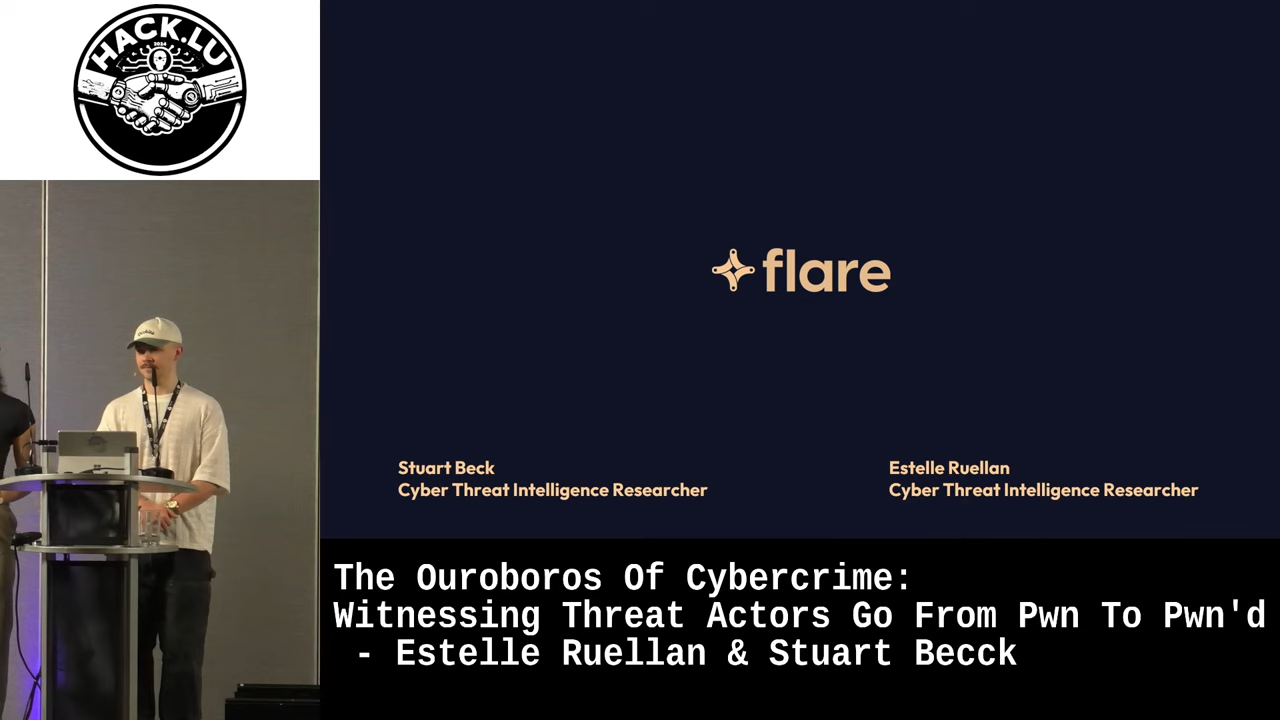 HACK.LU
2024
flare
Stuart Beck
Cyber Threat Intelligence Researcher
Estelle Ruellan
Cyber Threat Intelligence Researcher
The Ouroboros Of Cybercrime:
Witnessing Threat Actors Go From Pwn To Pwn'd
- Estelle Ruellan & Stuart Becck